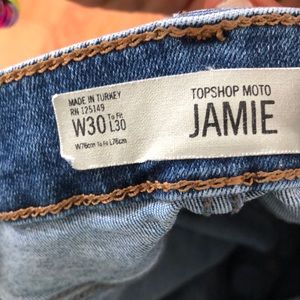 MADE IN TURKEY
RN 125149
W30 To Fit L30
W76cm To Fit L76cm
TOPSHOP MOTO
JAMIE